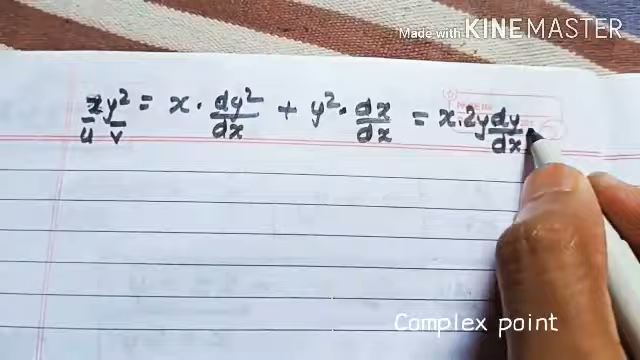 Made with KINEMASTER
xy² = x · dy²/dx + y² · dx/dx = x · 2y dy/dx
u v
Complex point